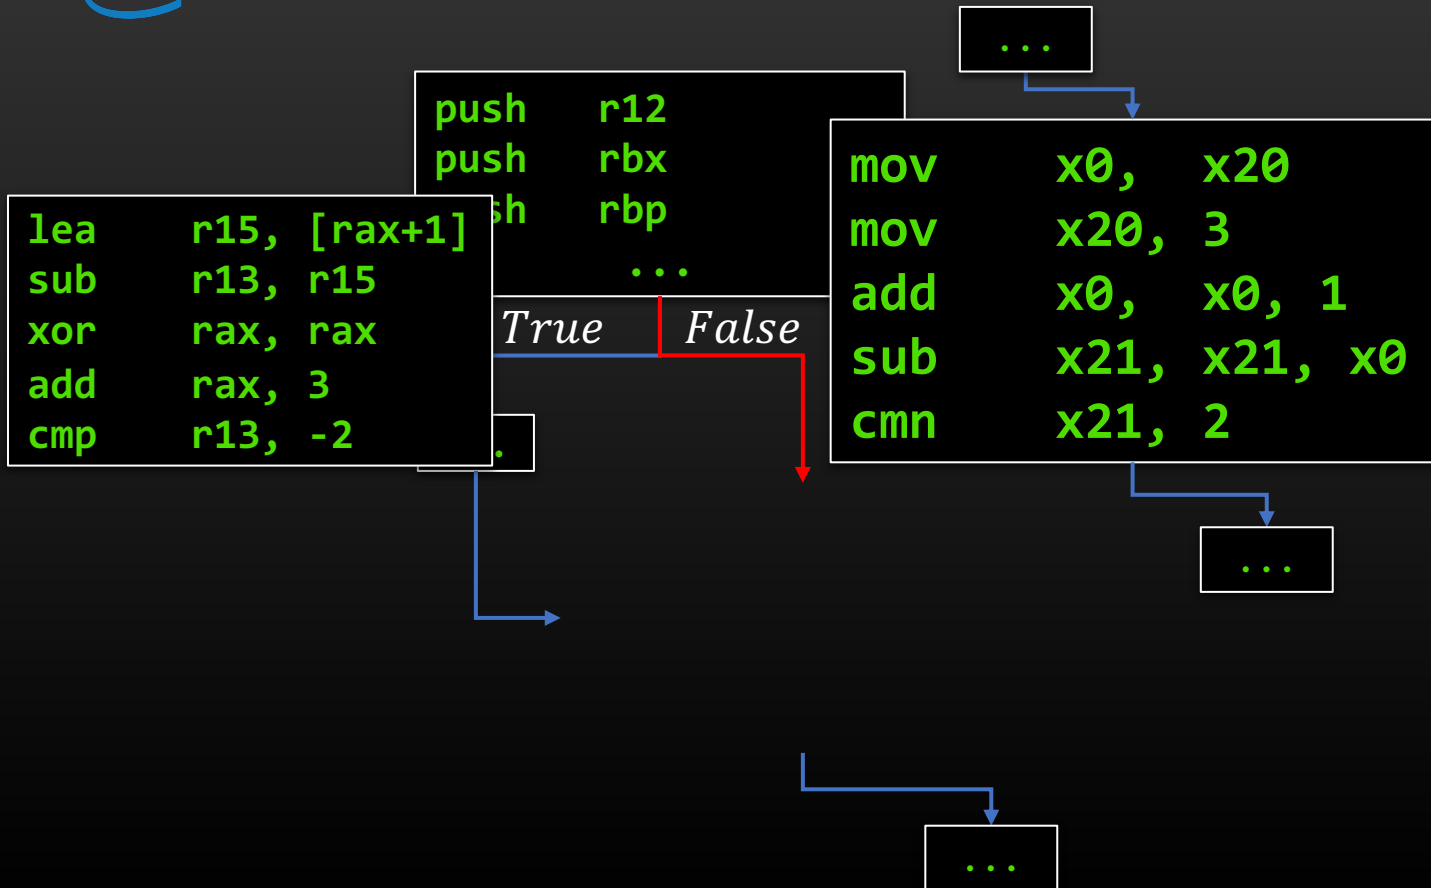 ...
push r12
push rbx
sh rbp
...
lea r15, [rax+1]
sub r13, r15
xor rax, rax
add rax, 3
cmp r13, -2
True False
mov x0, x20
mov x20, 3
add x0, x0, 1
sub x21, x21, x0
cmn x21, 2
...
...